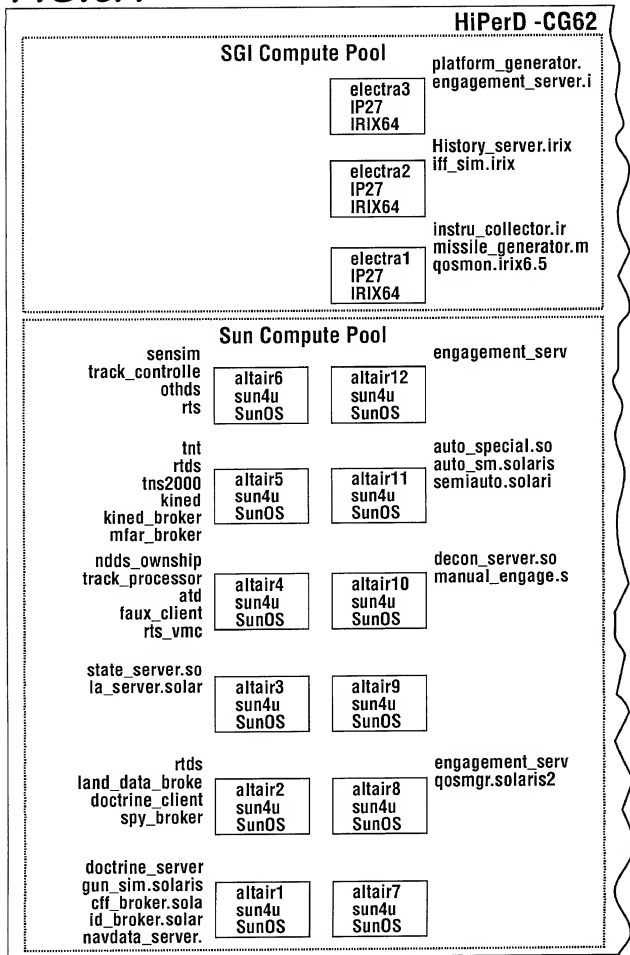 HiPerD -CG62
SGI Compute Pool
platform_generator.
engagement_server.i
electra3
IP27
IRIX64
History_server.irix
iff_sim.irix
electra2
IP27
IRIX64
instru_collector.ir
missile_generator.m
qosmon.irix6.5
electra1
IP27
IRIX64
Sun Compute Pool
sensim
track_controlle
othds
rts
altair6
sun4u
SunOS
altair12
sun4u
SunOS
engagement_serv
tnt
rtds
tns2000
kined
kined_broker
mfar_broker
altair5
sun4u
SunOS
altair11
sun4u
SunOS
auto_special.so
auto_sm.solaris
semiauto.solari
ndds_ownship
track_processor
atd
faux_client
rts_vmc
altair4
sun4u
SunOS
altair10
sun4u
SunOS
decon_server.so
manual_engage.s
state_server.so
la_server.solar
altair3
sun4u
SunOS
altair9
sun4u
SunOS
rtds
land_data_broke
doctrine_client
spy_broker
altair2
sun4u
SunOS
altair8
sun4u
SunOS
engagement_serv
qosmgr.solaris2
doctrine_server
gun_sim.solaris
cff_broker.sola
id_broker.solar
navdata_server.
altair1
sun4u
SunOS
altair7
sun4u
SunOS